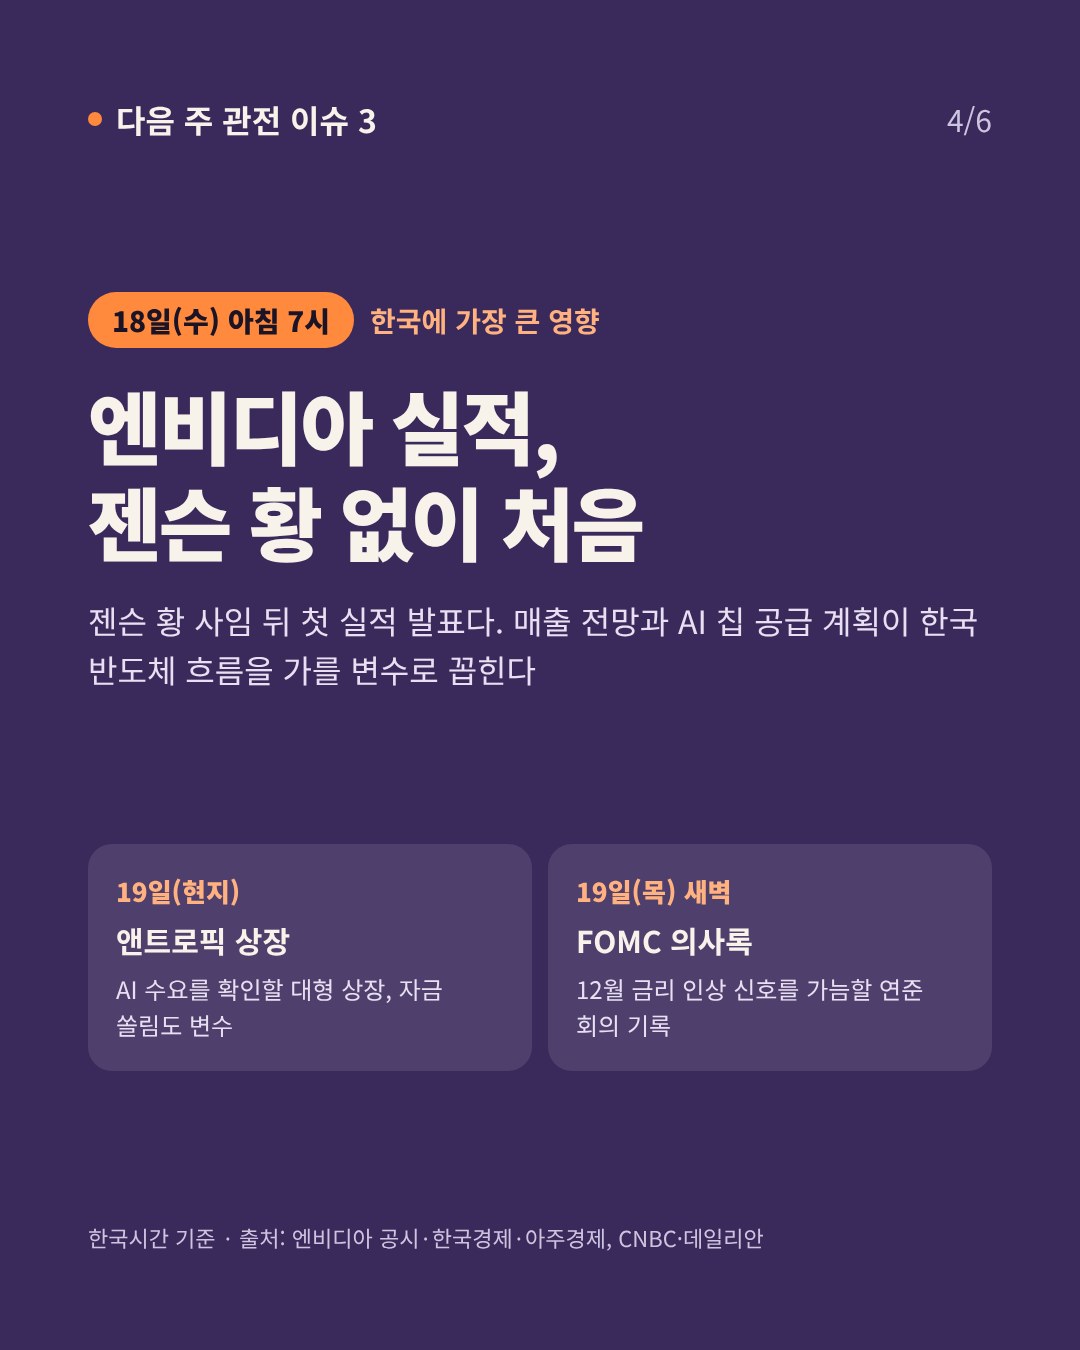 다음 주 관전 이슈 3
4/6
18일(수) 아침 7시
한국에 가장 큰 영향
엔비디아 실적,
젠슨 황 없이 처음
젠슨 황 사임 뒤 첫 실적 발표다. 매출 전망과 AI 칩 공급 계획이 한국
반도체 흐름을 가를 변수로 꼽힌다
19일(현지)
앤트로픽 상장
AI 수요를 확인할 대형 상장, 자금
쏠림도 변수
19일(목) 새벽
FOMC 의사록
12월 금리 인상 신호를 가늠할 연준
회의 기록
한국시간 기준 · 출처: 엔비디아 공시·한국경제·아주경제, CNBC·데일리안